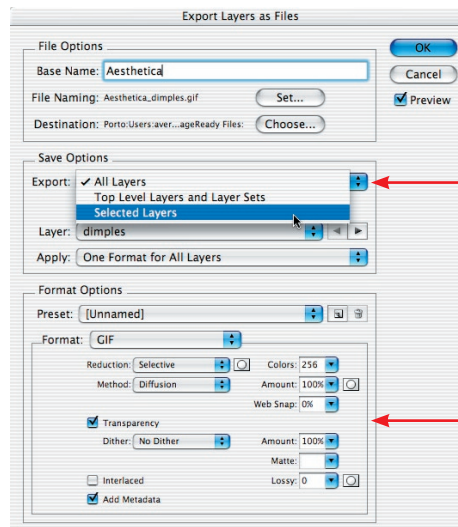 Export Layers as Files
File Options
OK
Base Name: Aesthetica
Cancel
File Naming: Aesthetica_dimples.gif Set...
Preview
Destination: Porto:Users:aver...ageReady Files: Choose...
Save Options
Export: ✓ All Layers
Top Level Layers and Layer Sets
Selected Layers
Layer: dimples
Apply: One Format for All Layers
Format Options
Preset: [Unnamed]
Format: GIF
Reduction: Selective Colors: 256
Method: Diffusion Amount: 100%
Web Snap: 0%
Transparency
Dither: No Dither Amount: 100%
Matte:
Interlaced Lossy: 0
Add Metadata